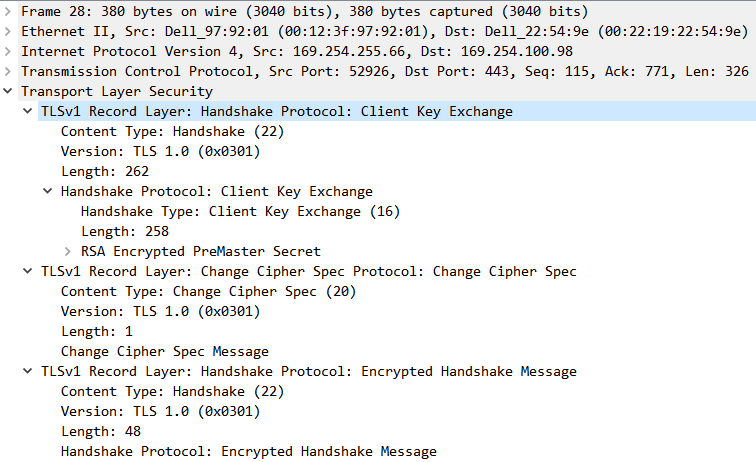 Frame 28: 380 bytes on wire (3040 bits), 380 bytes captured (3040 bits)
Ethernet II, Src: Dell_97:92:01 (00:12:3f:97:92:01), Dst: Dell_22:54:9e (00:22:19:22:54:9e)
Internet Protocol Version 4, Src: 169.254.255.66, Dst: 169.254.100.98
Transmission Control Protocol, Src Port: 52926, Dst Port: 443, Seq: 115, Ack: 771, Len: 326
Transport Layer Security
TLSv1 Record Layer: Handshake Protocol: Client Key Exchange
Content Type: Handshake (22)
Version: TLS 1.0 (0x0301)
Length: 262
Handshake Protocol: Client Key Exchange
Handshake Type: Client Key Exchange (16)
Length: 258
RSA Encrypted PreMaster Secret
TLSv1 Record Layer: Change Cipher Spec Protocol: Change Cipher Spec
Content Type: Change Cipher Spec (20)
Version: TLS 1.0 (0x0301)
Length: 1
Change Cipher Spec Message
TLSv1 Record Layer: Handshake Protocol: Encrypted Handshake Message
Content Type: Handshake (22)
Version: TLS 1.0 (0x0301)
Length: 48
Handshake Protocol: Encrypted Handshake Message